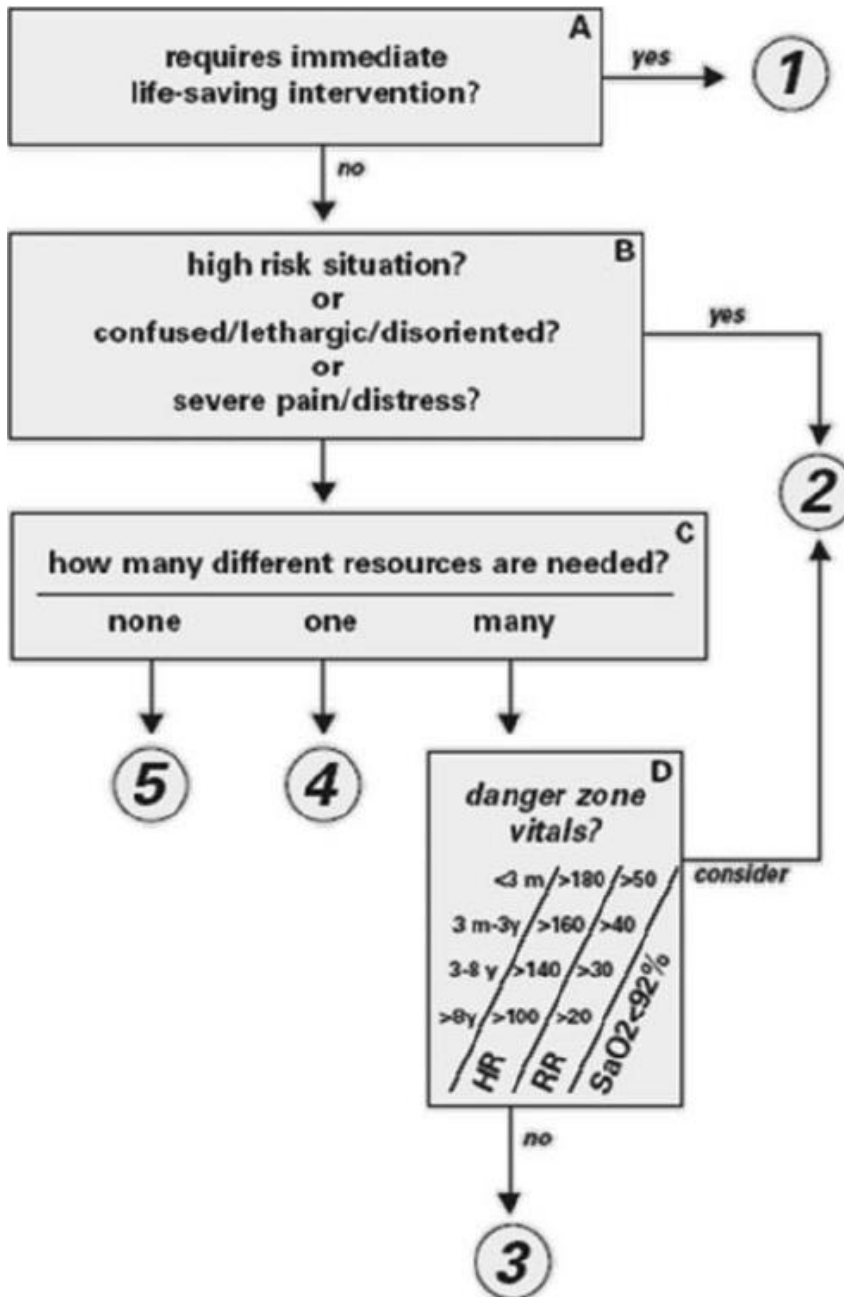 A
requires immediate
life-saving intervention?
yes
1
no
B
high risk situation?
or
confused/lethargic/disoriented?
or
severe pain/distress?
yes
2
C
how many different resources are needed?
none one many
5 4
D
danger zone
vitals?
<3 m >180 >50
3 m-3y >160 >40
3-8 y >140 >30
>8y >100 >20
HR RR SaO2<92%
consider
no
3